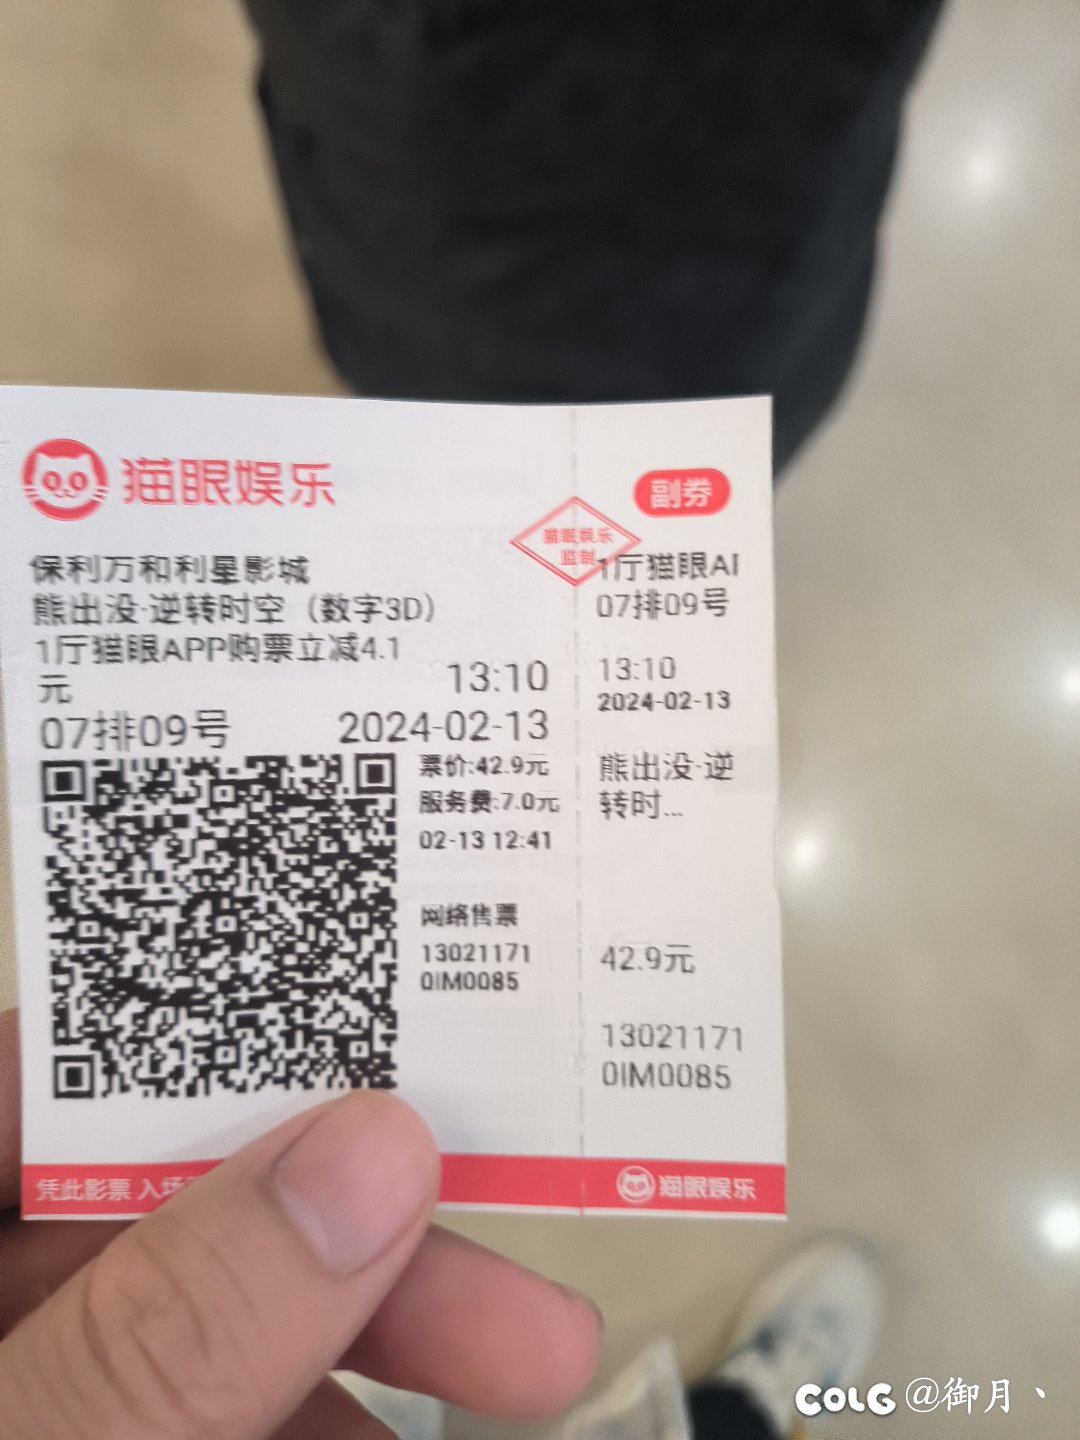 猫眼娱乐
保利万和利星影城
熊出没·逆转时空（数字3D）
1厅猫眼APP购票立减4.1
元
13:10
07排09号
2024-02-13
票价:42.9元
服务费:7.0元
02-13 12:41
网络售票
13021171
0IM0085
凭此影票 入场
猫眼娱乐
监制
副券
1厅猫眼AP
07排09号
13:10
2024-02-13
熊出没·逆
转时...
42.9元
13021171
0IM0085
猫眼娱乐
COLG @御月、